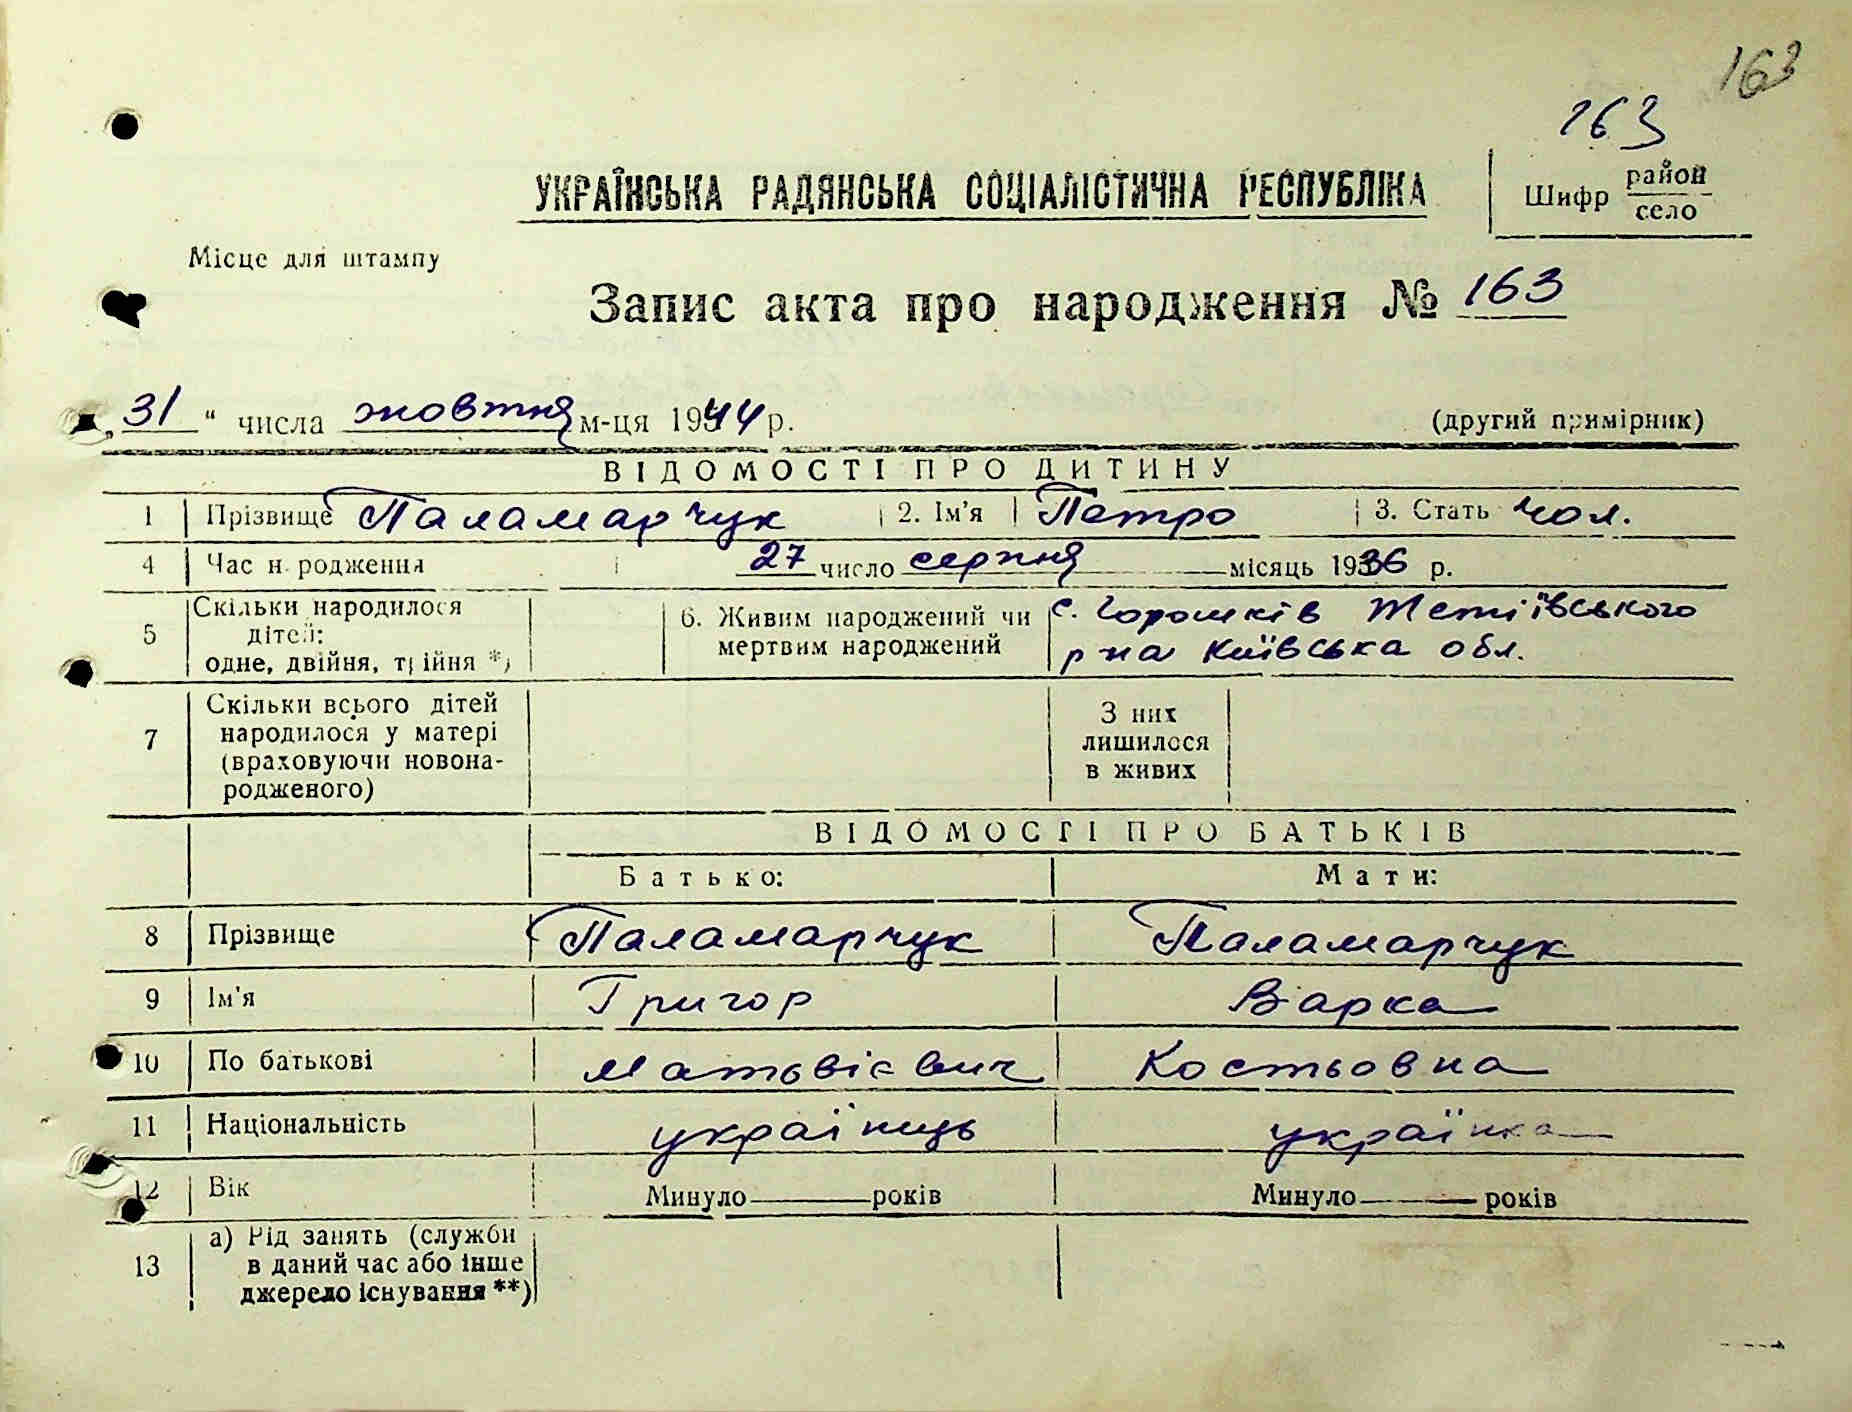 163
163
УКРАЇНСЬКА РАДЯНСЬКА СОЦІАЛІСТИЧНА РЕСПУБЛІКА
Шифр район
село
Місце для штампу
Запис акта про народження № 163
„ 31 “ числа жовтня м-ця 1944 р. (другий примірник)
ВІДОМОСТІ ПРО ДИТИНУ
1 Прізвище Паламарчук 2. Ім'я Петро 3. Стать чол.
4 Час н родження 27 число серпня місяць 1936 р.
5 Скільки народилося дітей: одне, двійня, трійня *)
6. Живим народжений чи мертвим народжений
с. Горошків Тетіївського
р-на Київська обл.
7 Скільки всього дітей народилося у матері (враховуючи новонародженого)
З них лишилося в живих
ВІДОМОСТІ ПРО БАТЬКІВ
Батько: Мати:
8 Прізвище Паламарчук Паламарчук
9 Ім'я Григор Варка
10 По батькові Матьвієвич Костьовна
11 Національність українць українка
12 Вік Минуло — років Минуло — років
13 а) Рід занять (служби в даний час або інше джерело існування **)